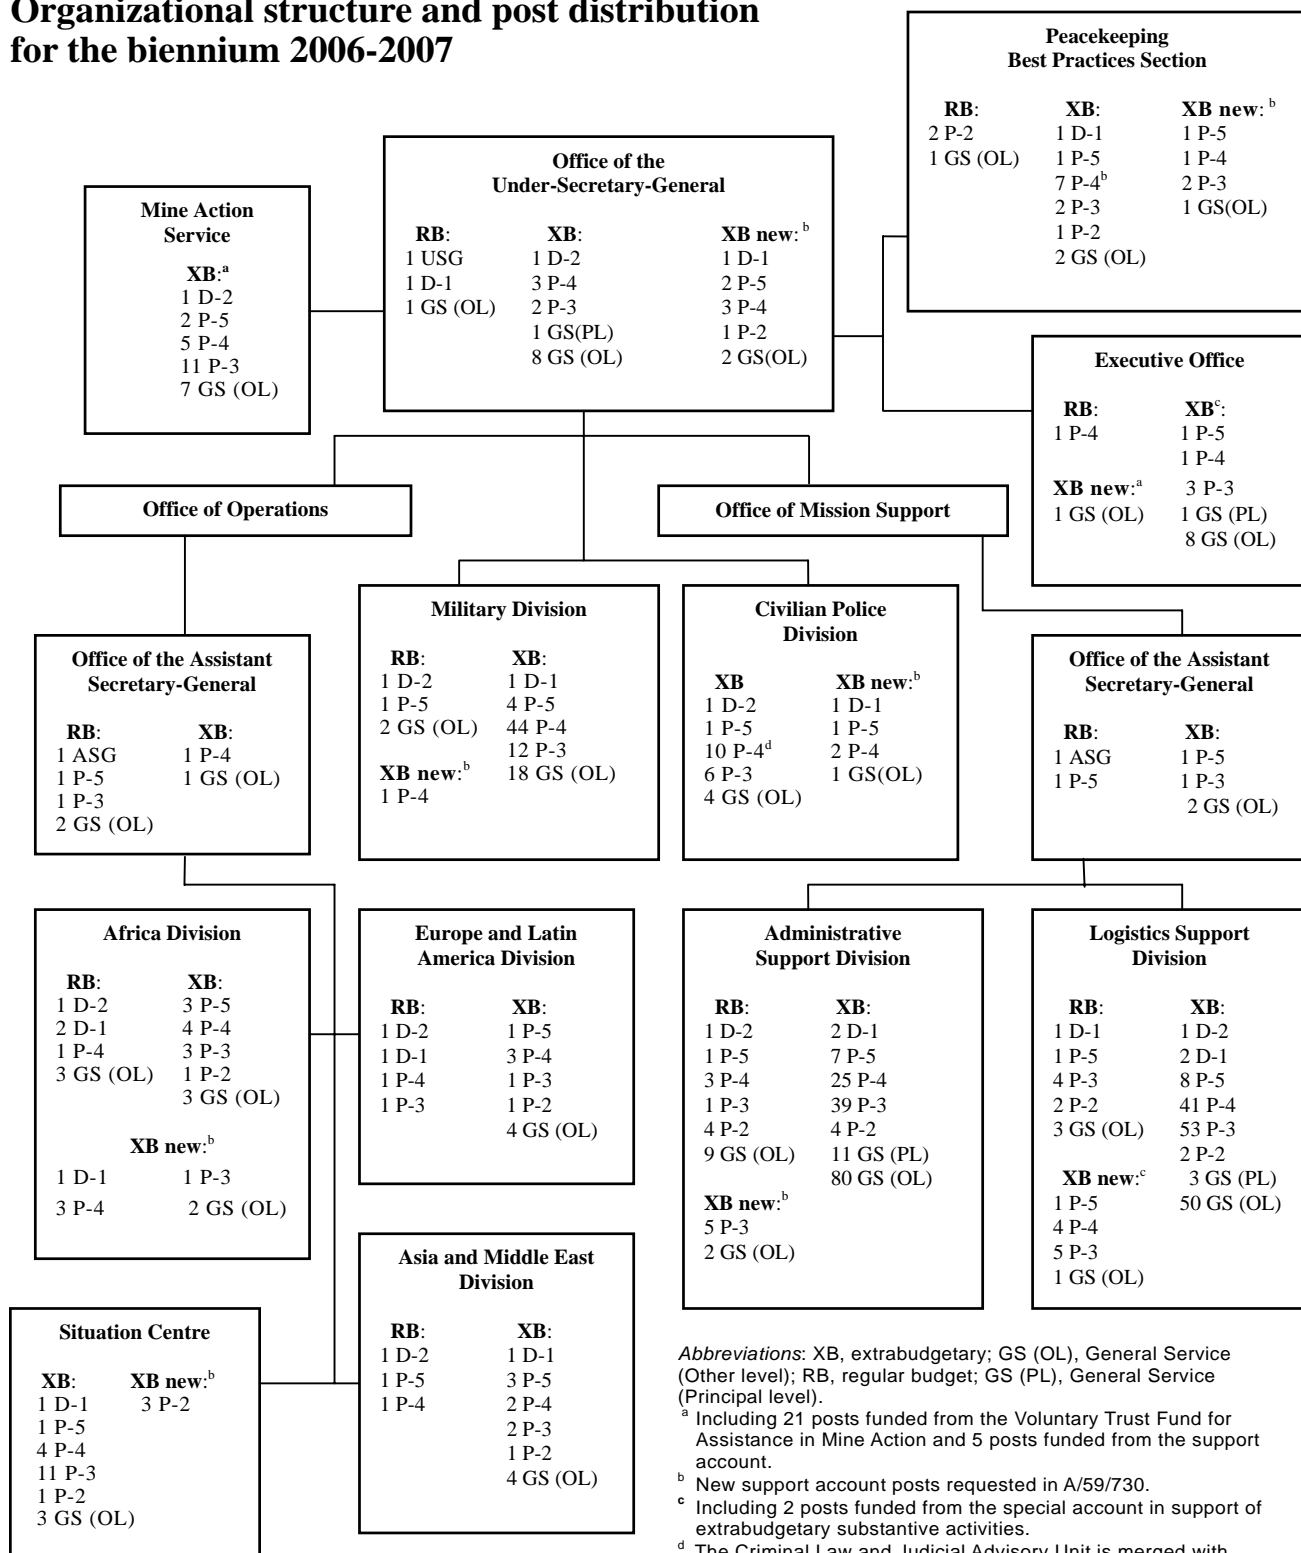 Organizational structure and post distribution
for the biennium 2006-2007
Peacekeeping
Best Practices Section
RB: XB: XB new: b
2 P-2 1 D-1 1 P-5
1 GS (OL) 1 P-5 1 P-4
7 P-4b 2 P-3
2 P-3 1 GS(OL)
1 P-2
2 GS (OL)
Office of the
Under-Secretary-General
RB: XB: XB new: b
1 USG 1 D-2 1 D-1
1 D-1 3 P-4 2 P-5
1 GS (OL) 2 P-3 3 P-4
1 GS(PL) 1 P-2
8 GS (OL) 2 GS(OL)
Mine Action
Service
XB:a
1 D-2
2 P-5
5 P-4
11 P-3
7 GS (OL)
Executive Office
RB: XBc:
1 P-4 1 P-5
1 P-4
XB new:a 3 P-3
1 GS (OL) 1 GS (PL)
8 GS (OL)
Office of Operations
Office of Mission Support
Military Division
RB: XB:
1 D-2 1 D-1
1 P-5 4 P-5
2 GS (OL) 44 P-4
12 P-3
XB new:b 18 GS (OL)
1 P-4
Civilian Police
Division
XB XB new:b
1 D-2 1 D-1
1 P-5 1 P-5
10 P-4d 2 P-4
6 P-3 1 GS(OL)
4 GS (OL)
Office of the Assistant
Secretary-General
RB: XB:
1 ASG 1 P-4
1 P-5 1 GS (OL)
1 P-3
2 GS (OL)
Office of the Assistant
Secretary-General
RB: XB:
1 ASG 1 P-5
1 P-5 1 P-3
2 GS (OL)
Africa Division
RB: XB:
1 D-2 3 P-5
2 D-1 4 P-4
1 P-4 3 P-3
3 GS (OL) 1 P-2
3 GS (OL)
XB new:b
1 D-1 1 P-3
3 P-4 2 GS (OL)
Europe and Latin
America Division
RB: XB:
1 D-2 1 P-5
1 D-1 3 P-4
1 P-4 1 P-3
1 P-3 1 P-2
4 GS (OL)
Administrative
Support Division
RB: XB:
1 D-2 2 D-1
1 P-5 7 P-5
3 P-4 25 P-4
1 P-3 39 P-3
4 P-2 4 P-2
9 GS (OL) 11 GS (PL)
80 GS (OL)
XB new:b
5 P-3
2 GS (OL)
Logistics Support
Division
RB: XB:
1 D-1 1 D-2
1 P-5 2 D-1
4 P-3 8 P-5
2 P-2 41 P-4
3 GS (OL) 53 P-3
2 P-2
XB new:c 3 GS (PL)
1 P-5 50 GS (OL)
4 P-4
5 P-3
1 GS (OL)
Asia and Middle East
Division
RB: XB:
1 D-2 1 D-1
1 P-5 3 P-5
1 P-4 2 P-4
2 P-3
1 P-2
4 GS (OL)
Situation Centre
XB: XB new:b
1 D-1 3 P-2
1 P-5
4 P-4
11 P-3
1 P-2
3 GS (OL)
Abbreviations: XB, extrabudgetary; GS (OL), General Service
(Other level); RB, regular budget; GS (PL), General Service
(Principal level).
a Including 21 posts funded from the Voluntary Trust Fund for
Assistance in Mine Action and 5 posts funded from the support
account.
b New support account posts requested in A/59/730.
c Including 2 posts funded from the special account in support of
extrabudgetary substantive activities.
d The Criminal Law and Judicial Advisory Unit is merged with